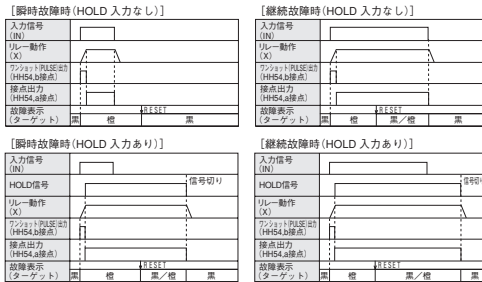 [瞬時故障時(HOLD 入力なし)]
入力信号
(IN)
リレー動作
(X)
ワンショット(PULSE)出力
(HH54,b接点)
接点出力
(HH54,a接点)
RESET
故障表示
(ターゲット)
黒 橙 黒
[継続故障時(HOLD 入力なし)]
入力信号
(IN)
リレー動作
(X)
ワンショット(PULSE)出力
(HH54,b接点)
接点出力
(HH54,a接点)
RESET
故障表示
(ターゲット)
黒 橙 黒/橙 黒
[瞬時故障時(HOLD 入力あり)]
入力信号
(IN)
HOLD信号
信号切り
リレー動作
(X)
ワンショット(PULSE)出力
(HH54,b接点)
接点出力
(HH54,a接点)
RESET
故障表示
(ターゲット)
黒 橙 黒/橙 黒
[継続故障時(HOLD 入力あり)]
入力信号
(IN)
HOLD信号
信号切り
リレー動作
(X)
ワンショット(PULSE)出力
(HH54,b接点)
接点出力
(HH54,a接点)
RESET
故障表示
(ターゲット)
黒 橙 黒/橙 黒